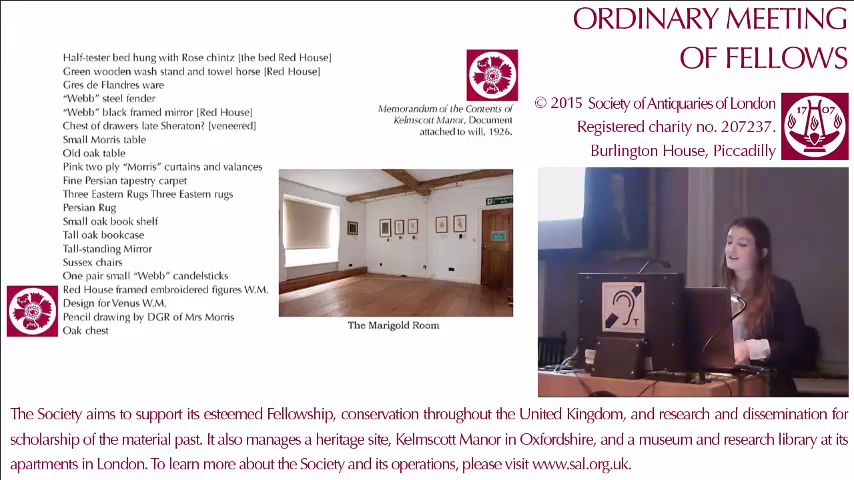 ORDINARY MEETING
OF FELLOWS
Half-tester bed hung with Rose chintz [the bed Red House]
Green wooden wash stand and towel horse [Red House]
Gres de Flandres ware
"Webb" steel fender
"Webb" black framed mirror [Red House]
Chest of drawers late Sheraton? [veneered]
Small Morris table
Old oak table
Pink two ply "Morris" curtains and valances
Fine Persian tapestry carpet
Three Eastern Rugs Three Eastern rugs
Persian Rug
Small oak book shelf
Tall oak bookcase
Tall-standing Mirror
Sussex chairs
One pair small "Webb" candelsticks
Red House framed embroidered figures W.M.
Design for Venus W.M.
Pencil drawing by DGR of Mrs Morris
Oak chest
Memorandum of the Contents of
Kelmscott Manor, Document
attached to will, 1926.
The Marigold Room
© 2015 Society of Antiquaries of London
Registered charity no. 207237.
Burlington House, Piccadilly
17 07
T
The Society aims to support its esteemed Fellowship, conservation throughout the United Kingdom, and research and dissemination for
scholarship of the material past. It also manages a heritage site, Kelmscott Manor in Oxfordshire, and a museum and research library at its
apartments in London. To learn more about the Society and its operations, please visit www.sal.org.uk.